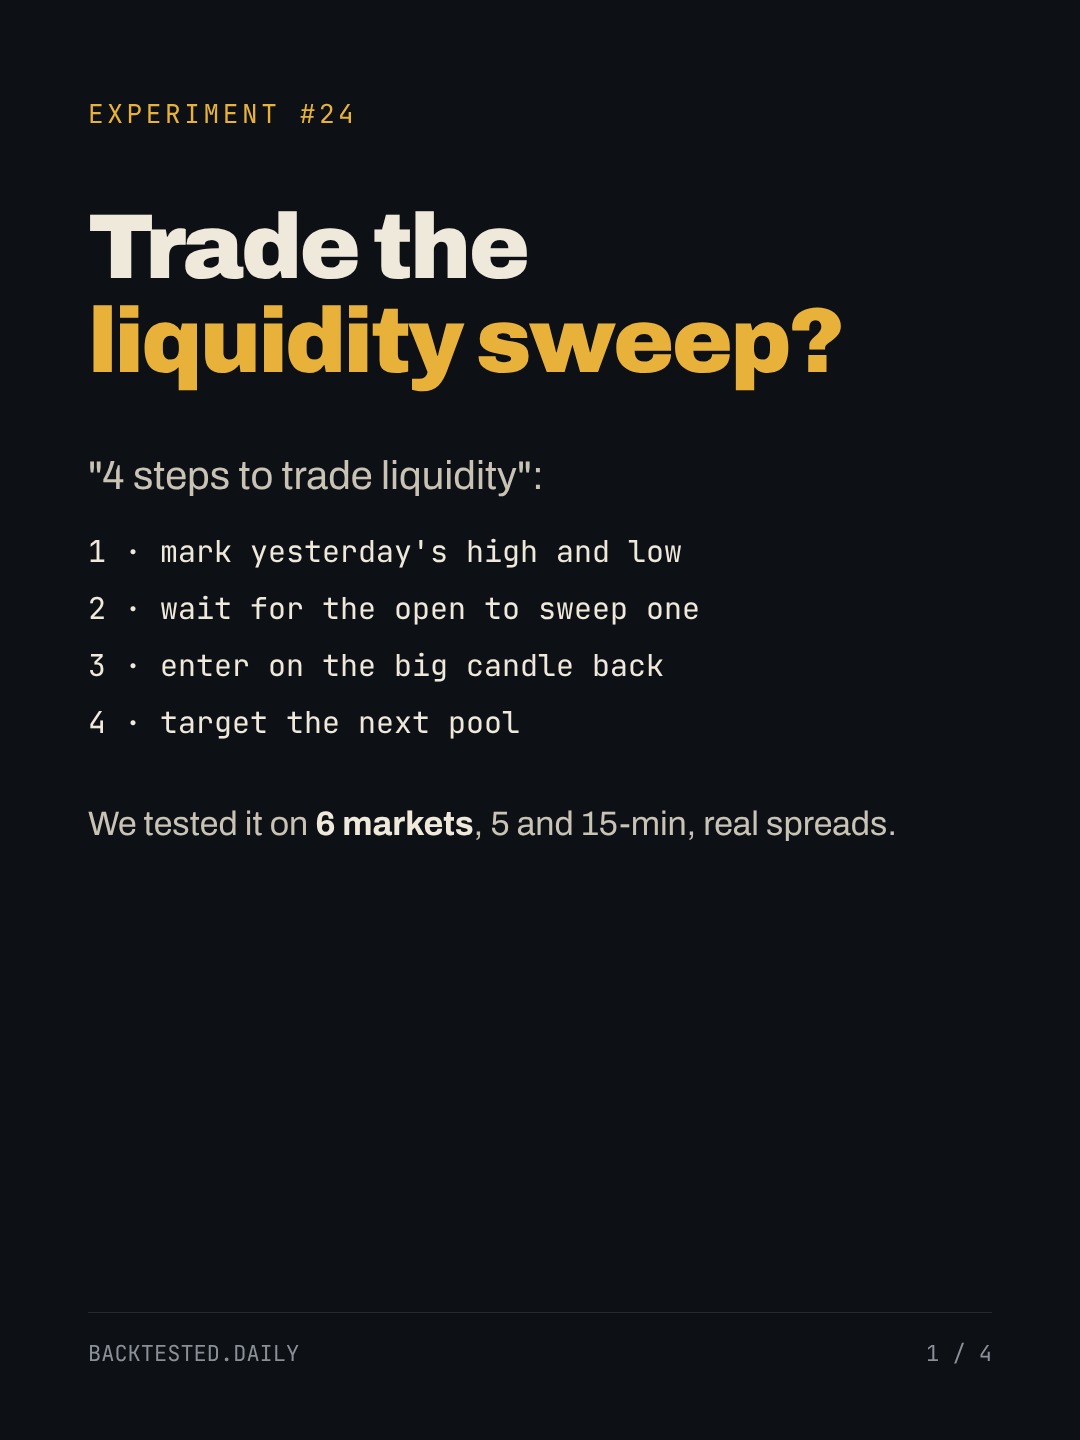 EXPERIMENT #24
Trade the
liquidity sweep?
"4 steps to trade liquidity":
1 · mark yesterday's high and low
2 · wait for the open to sweep one
3 · enter on the big candle back
4 · target the next pool
We tested it on 6 markets, 5 and 15-min, real spreads.
BACKTESTED.DAILY
1 / 4